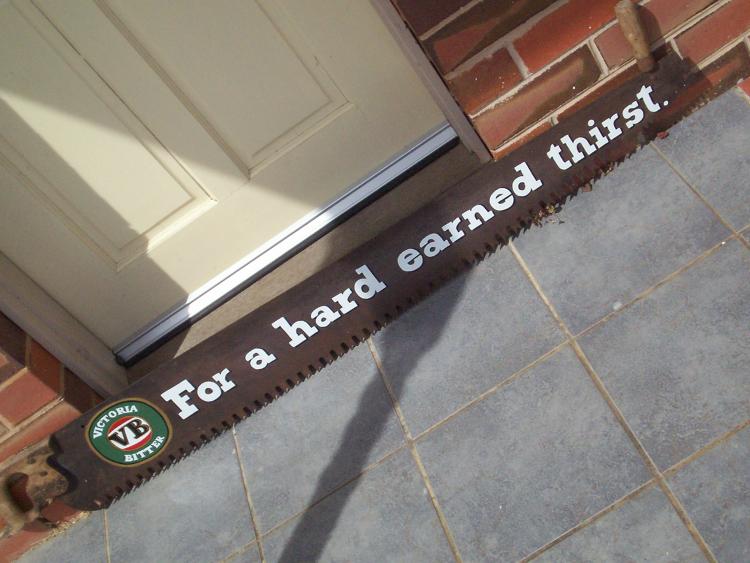 VICTORIA
VB
BITTER
For a hard earned thirst.